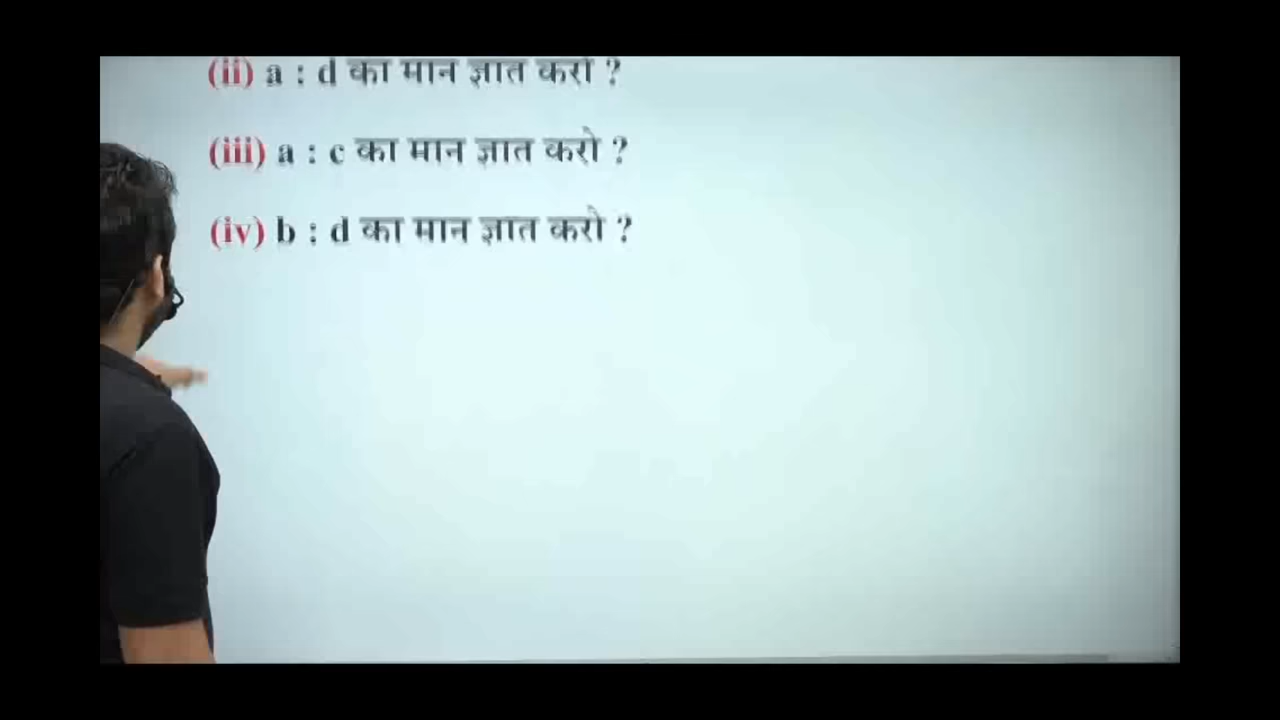 (ii) a : d का मान ज्ञात करो ?
(iii) a : c का मान ज्ञात करो ?
(iv) b : d का मान ज्ञात करो ?